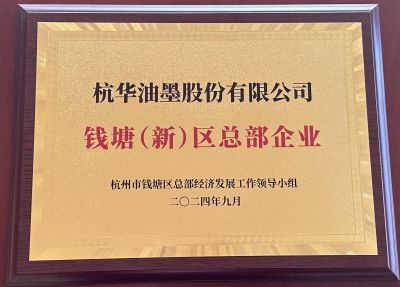 杭华油墨股份有限公司
钱塘（新）区总部企业
杭州市钱塘区总部经济发展工作领导小组
二〇二四年九月